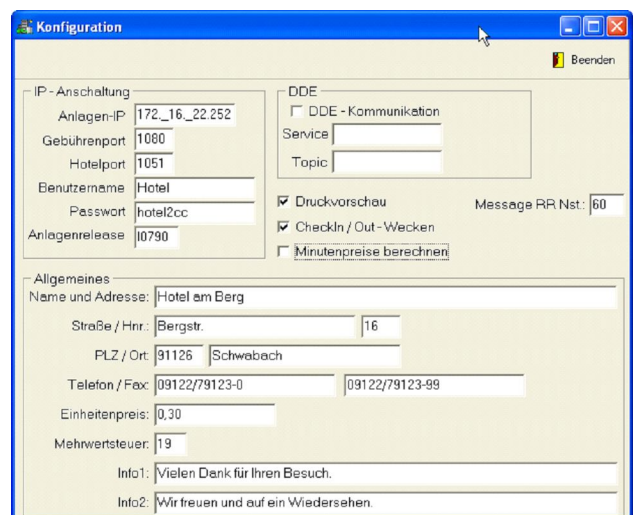 Konfiguration
Beenden
IP - Anschaltung
Anlagen-IP 172._16._22.252
Gebührenport 1080
Hotelport 1051
Benutzername Hotel
Passwort hotel2cc
Anlagenrelease I0790
DDE
DDE - Kommunikation
Service
Topic
Druckvorschau
CheckIn / Out - Wecken
Minutenpreise berechnen
Message RR Nst.: 60
Allgemeines
Name und Adresse: Hotel am Berg
Straße / Hnr.: Bergstr. 16
PLZ / Ort: 91126 Schwabach
Telefon / Fax: 09122/79123-0 09122/79123-99
Einheitenpreis: 0,30
Mehrwertsteuer: 19
Info1: Vielen Dank für Ihren Besuch.
Info2: Wir freuen und auf ein Wiedersehen.